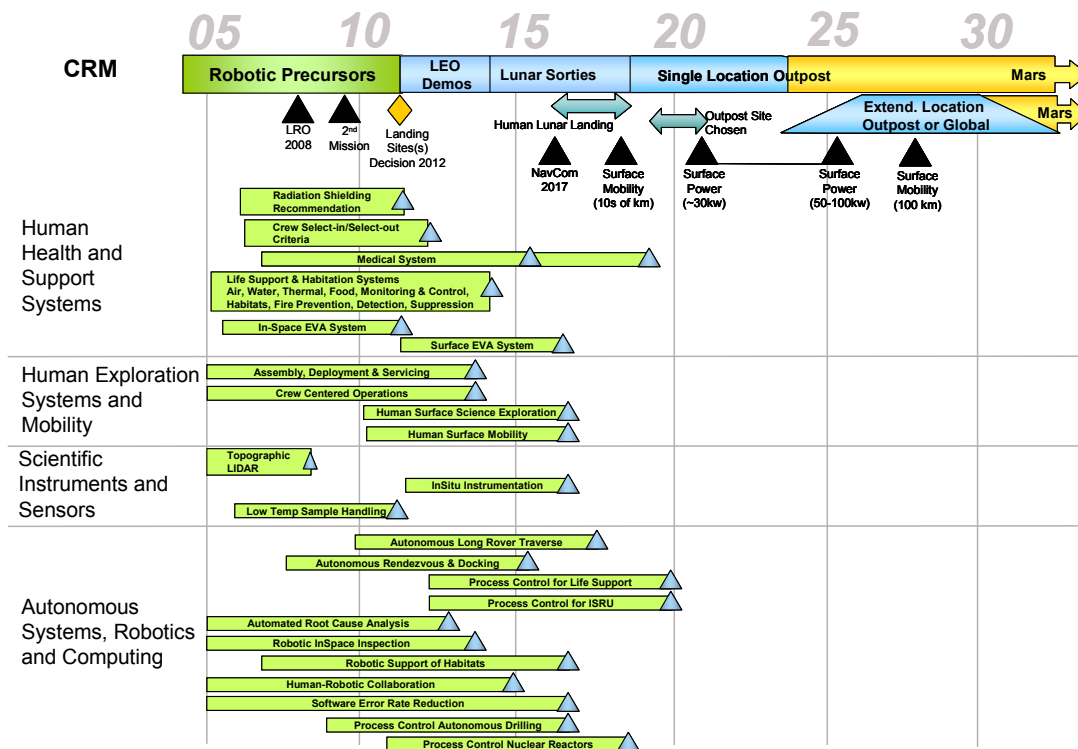 05 10 15 20 25 30
CRM
Robotic Precursors
LEO
Demos
Lunar Sorties
Single Location Outpost
Mars
Extend. Location
Outpost or Global
Mars
LRO
2008
2nd
Mission
Landing
Sites(s)
Decision 2012
Human Lunar Landing
Outpost Site
Chosen
NavCom
2017
Surface
Mobility
(10s of km)
Surface
Power
(~30kw)
Surface
Power
(50-100kw)
Surface
Mobility
(100 km)
Human
Health and
Support
Systems
Radiation Shielding
Recommendation
Crew Select-in/Select-out
Criteria
Medical System
Life Support & Habitation Systems
Air, Water, Thermal, Food, Monitoring & Control,
Habitats, Fire Prevention, Detection, Suppression
In-Space EVA System
Surface EVA System
Human Exploration
Systems and
Mobility
Assembly, Deployment & Servicing
Crew Centered Operations
Human Surface Science Exploration
Human Surface Mobility
Scientific
Instruments and
Sensors
Topographic
LIDAR
InSitu Instrumentation
Low Temp Sample Handling
Autonomous
Systems, Robotics
and Computing
Autonomous Long Rover Traverse
Autonomous Rendezvous & Docking
Process Control for Life Support
Process Control for ISRU
Automated Root Cause Analysis
Robotic InSpace Inspection
Robotic Support of Habitats
Human-Robotic Collaboration
Software Error Rate Reduction
Process Control Autonomous Drilling
Process Control Nuclear Reactors